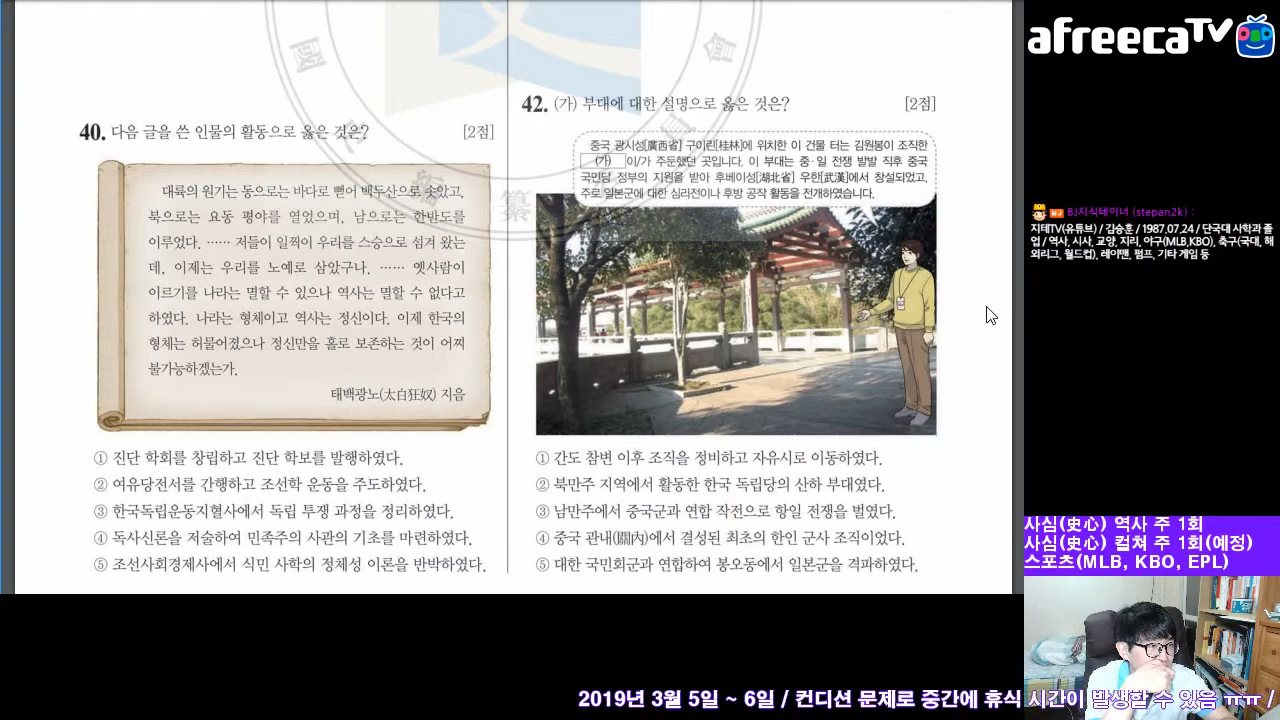 40. 다음 글을 쓴 인물의 활동으로 옳은 것은? [2점]
대륙의 원기는 동으로는 바다로 뻗어 백두산으로 솟았고,
북으로는 요동 평야를 열었으며, 남으로는 한반도를
이루었다. …… 저들이 일찍이 우리를 스승으로 섬겨 왔는
데, 이제는 우리를 노예로 삼았구나. …… 옛사람이
이르기를 나라는 멸할 수 있으나 역사는 멸할 수 없다고
하였다. 나라는 형체이고 역사는 정신이다. 이제 한국의
형체는 허물어졌으나 정신만을 홀로 보존하는 것이 어찌
불가능하겠는가.
태백광노(太白狂奴) 지음
① 진단 학회를 창립하고 진단 학보를 발행하였다.
② 여유당전서를 간행하고 조선학 운동을 주도하였다.
③ 한국독립운동지혈사에서 독립 투쟁 과정을 정리하였다.
④ 독사신론을 저술하여 민족주의 사관의 기초를 마련하였다.
⑤ 조선사회경제사에서 식민 사학의 정체성 이론을 반박하였다.
42. (가) 부대에 대한 설명으로 옳은 것은? [2점]
중국 광시성[廣西省] 구이린[桂林]에 위치한 이 건물 터는 김원봉이 조직한
(가) 이/가 주둔했던 곳입니다. 이 부대는 중·일 전쟁 발발 직후 중국
국민당 정부의 지원을 받아 후베이성[湖北省] 우한[武漢]에서 창설되었고,
주로 일본군에 대한 심리전이나 후방 공작 활동을 전개하였습니다.
① 간도 참변 이후 조직을 정비하고 자유시로 이동하였다.
② 북만주 지역에서 활동한 한국 독립당의 산하 부대였다.
③ 남만주에서 중국군과 연합 작전으로 항일 전쟁을 벌였다.
④ 중국 관내(關內)에서 결성된 최초의 한인 군사 조직이었다.
⑤ 대한 국민회군과 연합하여 봉오동에서 일본군을 격파하였다.
國
會
員
纂
afreecaTV
BJ BJ지식테이너 (stepan2k) :
지테TV(유튜브) / 김승훈 / 1987.07.24 / 단국대 사학과 졸
업 / 역사, 시사, 교양, 지리, 야구(MLB,KBO), 축구(국대, 해
외리그, 월드컵), 레이맨, 펌프, 기타 게임 등
사심(史心) 역사 주 1회
사심(史心) 컬쳐 주 1회(예정)
스포츠(MLB, KBO, EPL)
2019년 3월 5일 ~ 6일 / 컨디션 문제로 중간에 휴식 시간이 발생할 수 있음 ㅠㅠ /